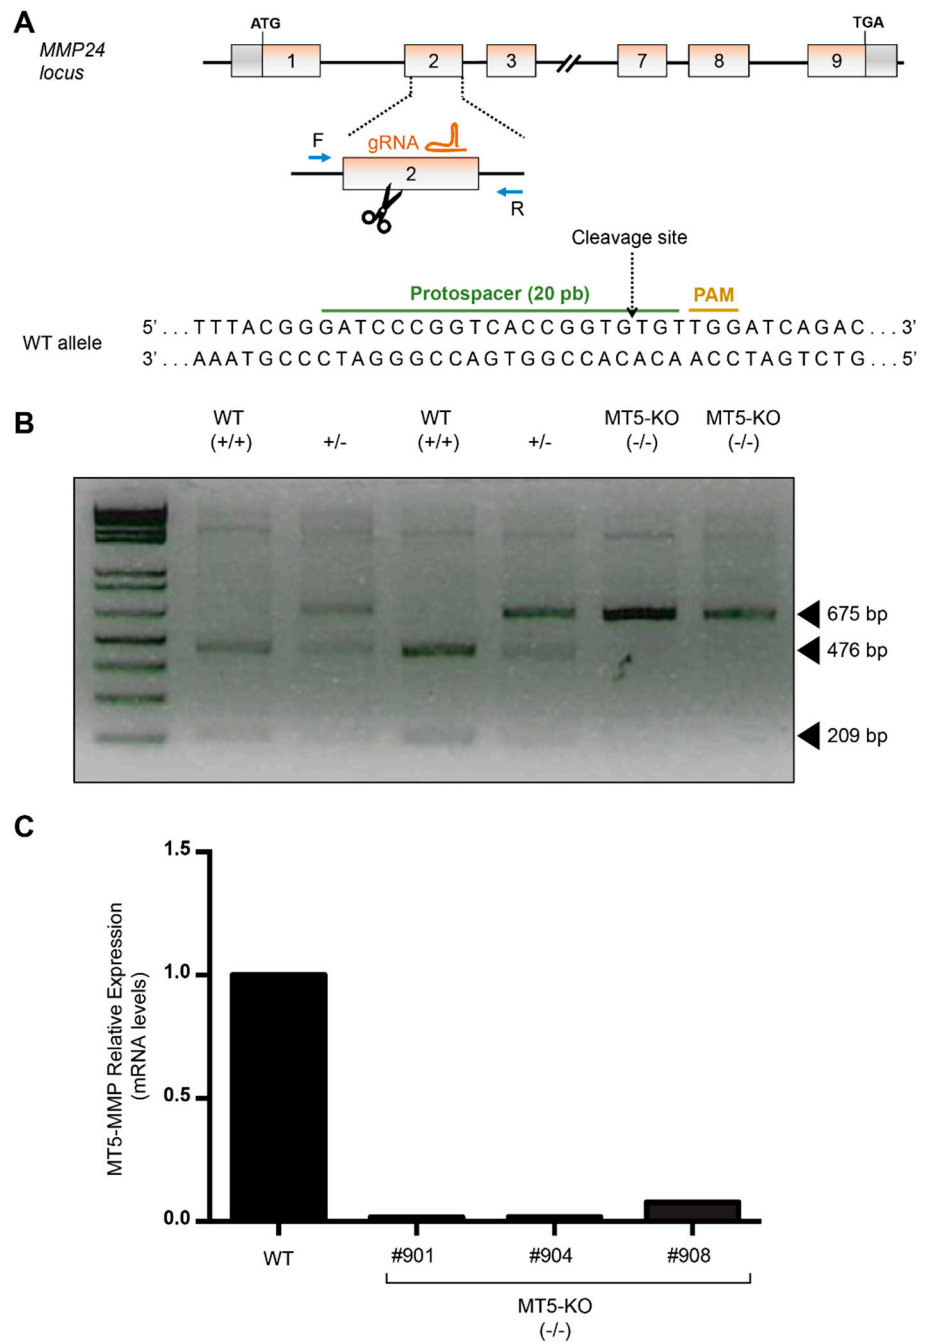 A
MMP24
locus
ATG
TGA
1
2
3
7
8
9
F
gRNA
2
R
Cleavage site
Protospacer (20 pb)
PAM
WT allele
5’...TTTACGGGATCCCGGTCACCGGTGTGTTGGATCAGAC...3’
3’...AAATGCCCTAGGGCCAGTGGCCACACAACCTAGTCTG...5’
B
WT
(+/+)
+/-
WT
(+/+)
+/-
MT5-KO
(-/-)
MT5-KO
(-/-)
675 bp
476 bp
209 bp
C
MT5-MMP Relative Expression
(mRNA levels)
1.5
1.0
0.5
0.0
WT
#901
#904
#908
MT5-KO
(-/-)